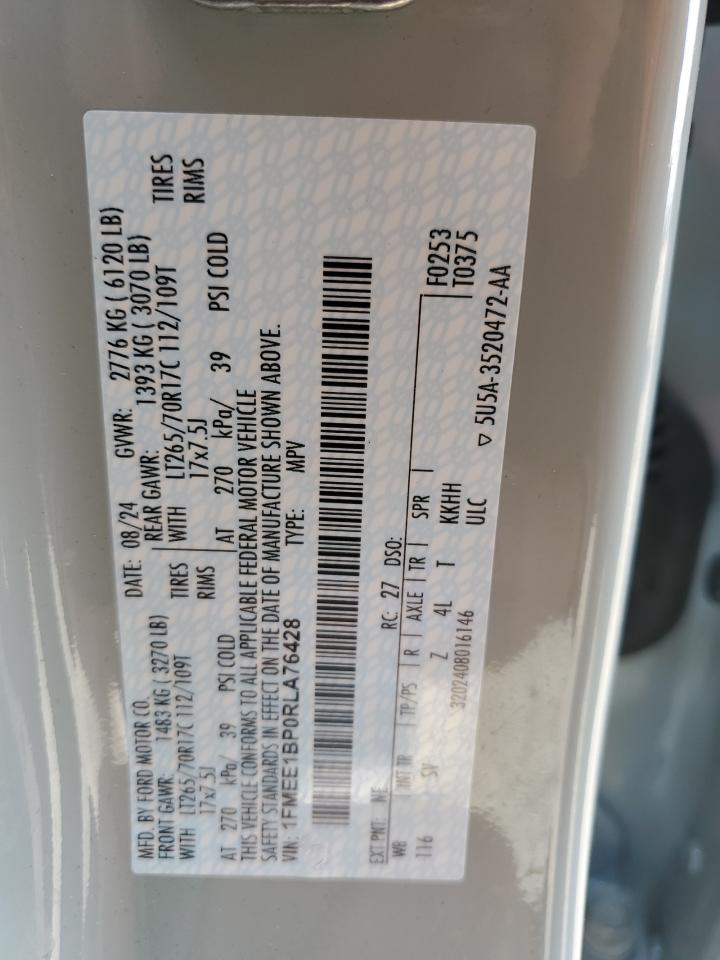 MFD. BY FORD MOTOR CO. DATE: 08/24 GVWR: 2776 KG ( 6120 LB)
FRONT GAWR: 1483 KG ( 3270 LB) REAR GAWR: 1393 KG ( 3070 LB)
WITH LT265/70R17C 112/109T TIRES WITH LT265/70R17C 112/109T TIRES
17x7.5J RIMS 17x7.5J RIMS
AT 270 kPa/ 39 PSI COLD AT 270 kPa/ 39 PSI COLD
THIS VEHICLE CONFORMS TO ALL APPLICABLE FEDERAL MOTOR VEHICLE
SAFETY STANDARDS IN EFFECT ON THE DATE OF MANUFACTURE SHOWN ABOVE.
VIN: 1FMEE1BP0RLA76428 TYPE: MPV
EXT PNT: NE RC: 27 DSO: F0253
WB INT TR TP/PS R AXLE TR SPR T0375
116 SV Z 4L T KKHH
3202408016146 ULC
▽ 5U5A-3520472-AA